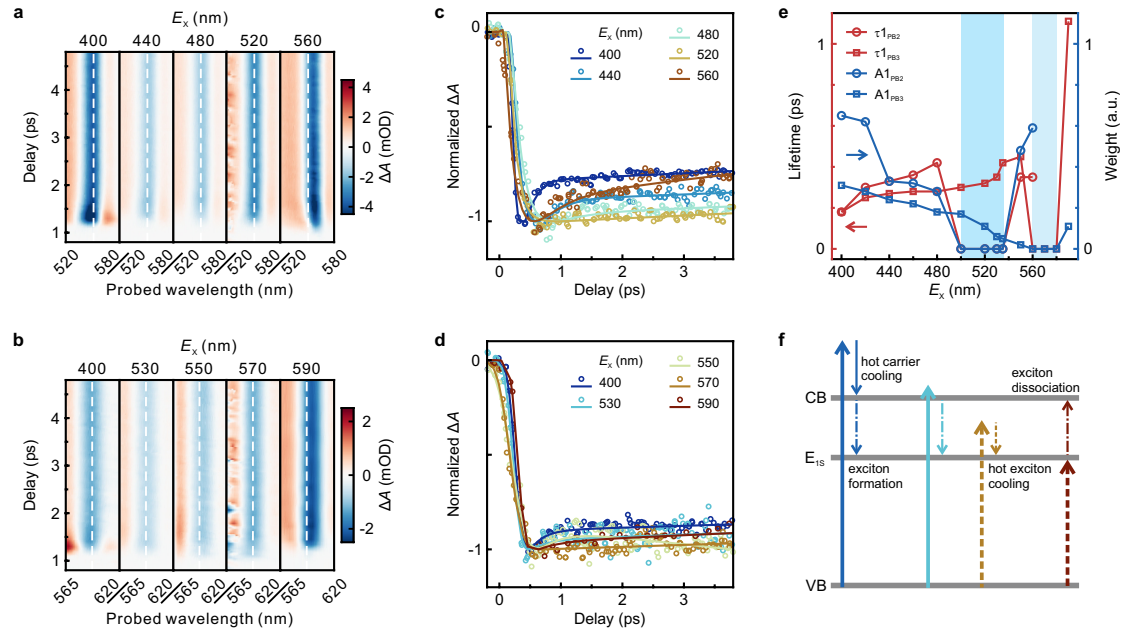 a
Eₓ (nm)
400 440 480 520 560
Delay (ps)
4
3
2
1
520 580 520 580 520 580 520 580 520 580
Probed wavelength (nm)
4
2
0
-2
-4
ΔA (mOD)
b
Eₓ (nm)
400 530 550 570 590
Delay (ps)
4
3
2
1
565 620 565 620 565 620 565 620 565 620
Probed wavelength (nm)
2
0
-2
ΔA (mOD)
c
Normalized ΔA
0
-1
Eₓ (nm)
400
440
480
520
560
0 1 2 3
Delay (ps)
d
Normalized ΔA
0
-1
Eₓ (nm)
400
530
550
570
590
0 1 2 3
Delay (ps)
e
Lifetime (ps)
1
0
τ1PB2
τ1PB3
A1PB2
A1PB3
1
0
Weight (a.u.)
400 440 480 520 560
Eₓ (nm)
f
hot carrier
cooling
exciton
dissociation
CB
E1S
exciton
formation
hot exciton
cooling
VB